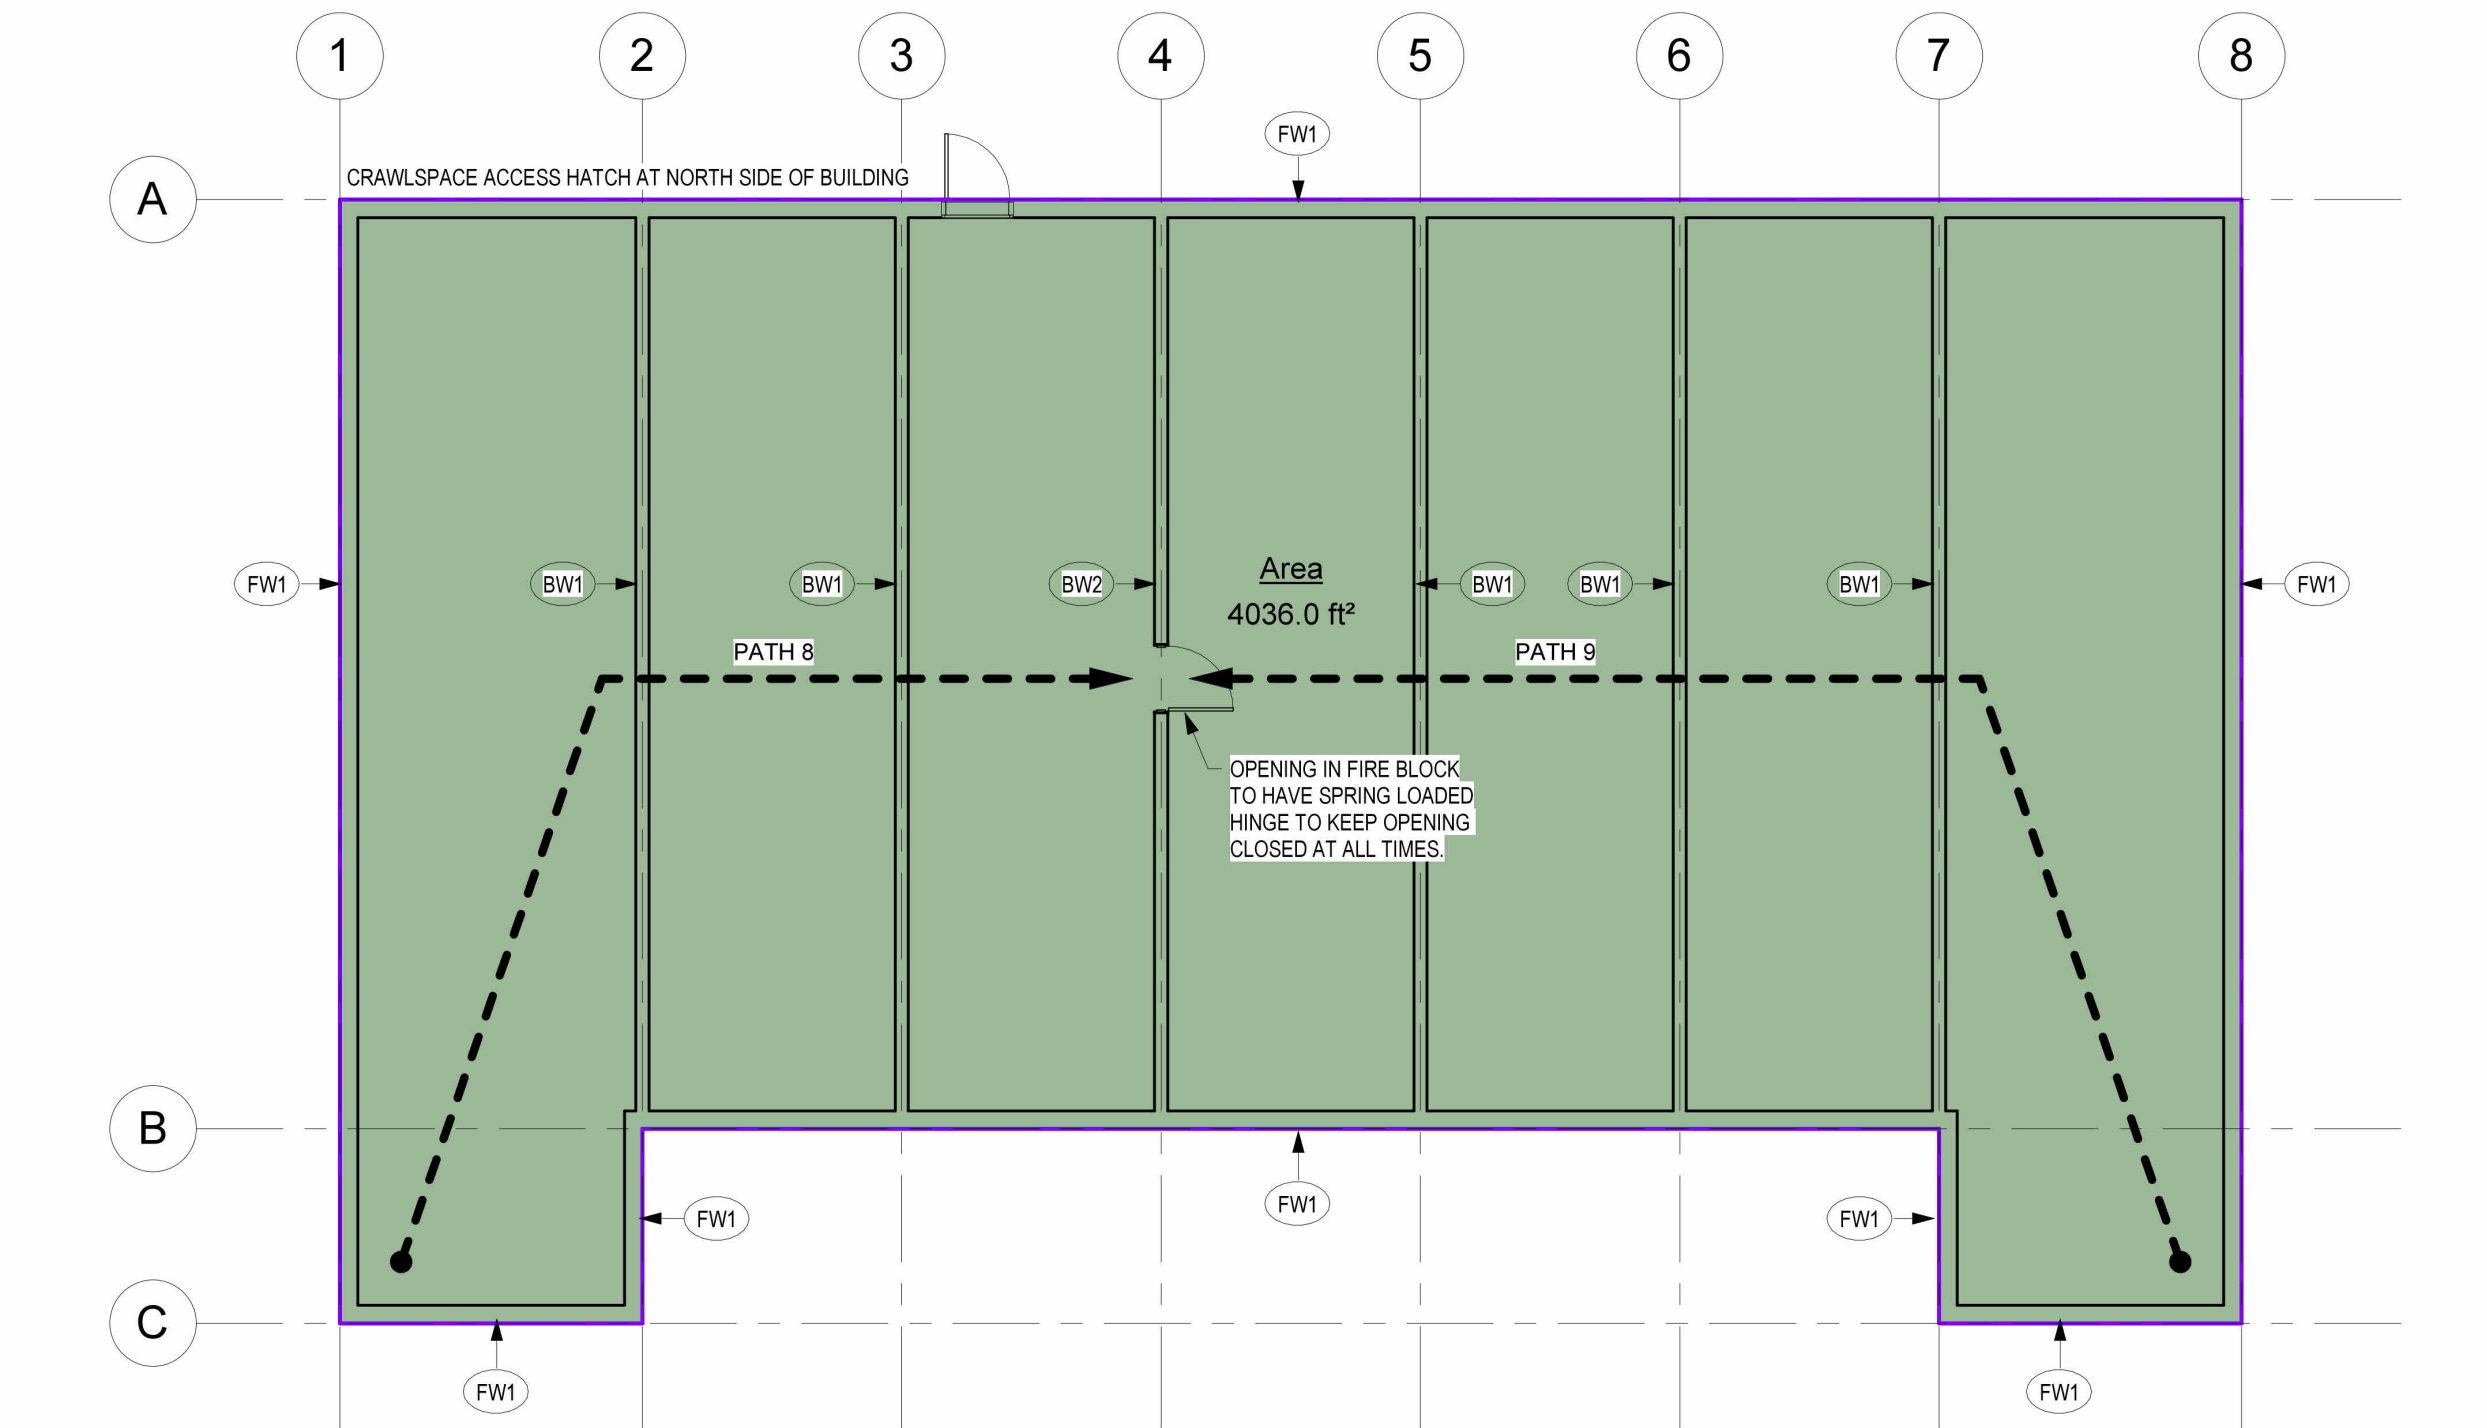 1 2 3 4 5 6 7 8
FW1
CRAWLSPACE ACCESS HATCH AT NORTH SIDE OF BUILDING
A
Area
FW1 BW1 BW1 BW2 BW1 BW1 BW1 FW1
4036.0 ft²
PATH 8 PATH 9
OPENING IN FIRE BLOCK
TO HAVE SPRING LOADED
HINGE TO KEEP OPENING
CLOSED AT ALL TIMES.
B
FW1
FW1 FW1
C
FW1 FW1